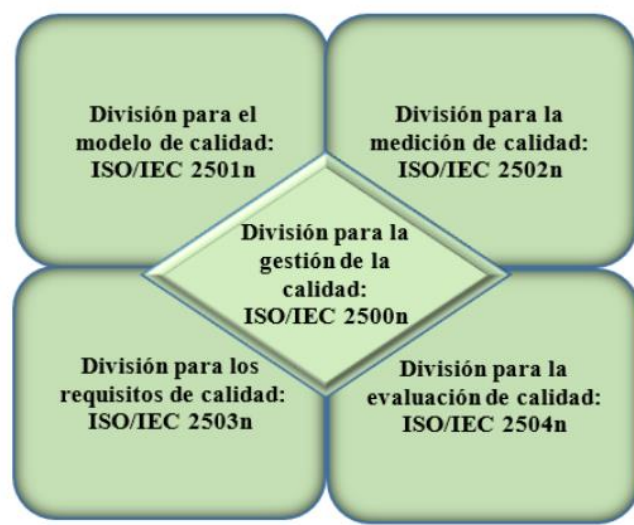 División para el
modelo de calidad:
ISO/IEC 2501n
División para la
medición de calidad:
ISO/IEC 2502n
División para la
gestión de la
calidad:
ISO/IEC 2500n
División para los
requisitos de calidad:
ISO/IEC 2503n
División para la
evaluación de calidad:
ISO/IEC 2504n